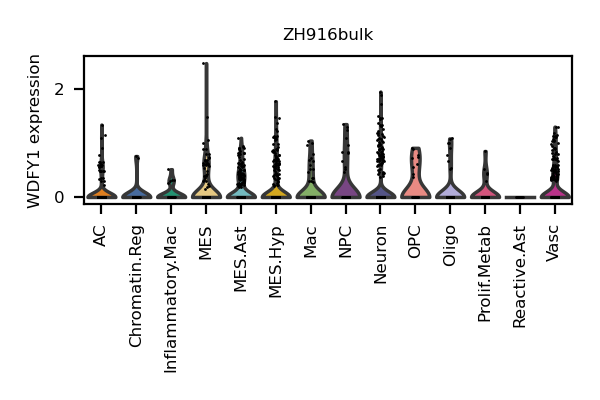 ZH916bulk
WDFY1 expression
2
0
AC
Chromatin.Reg
Inflammatory.Mac
MES
MES.Ast
MES.Hyp
Mac
NPC
Neuron
OPC
Oligo
Prolif.Metab
Reactive.Ast
Vasc